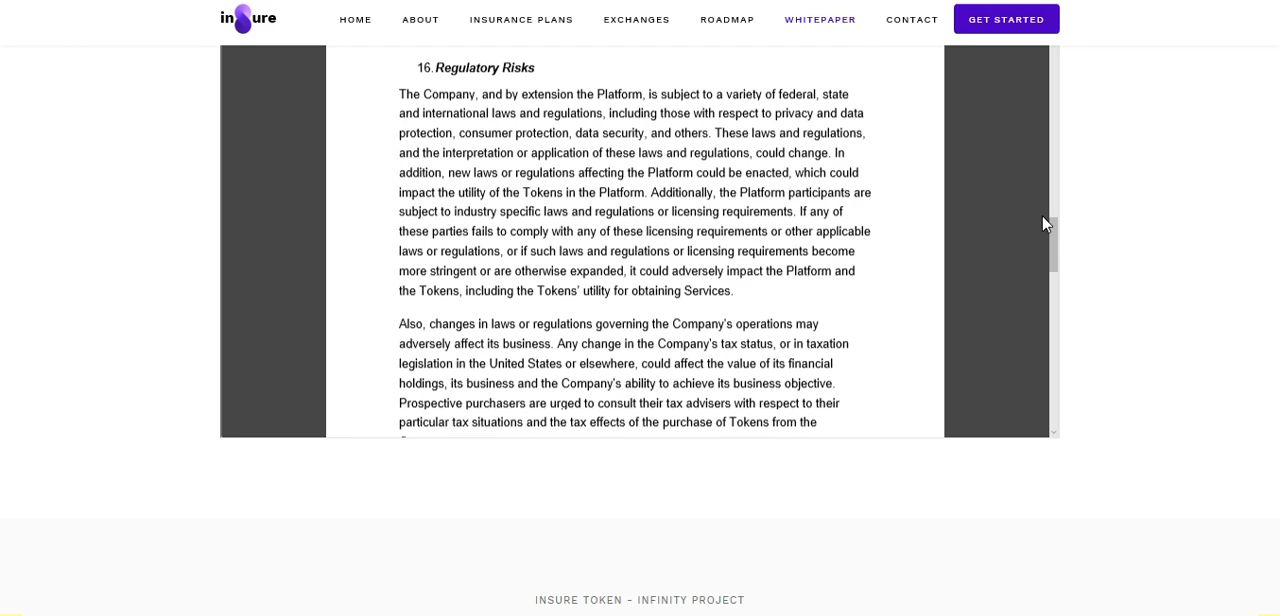 inSure
HOME ABOUT INSURANCE PLANS EXCHANGES ROADMAP WHITEPAPER CONTACT GET STARTED
16. Regulatory Risks
The Company, and by extension the Platform, is subject to a variety of federal, state
and international laws and regulations, including those with respect to privacy and data
protection, consumer protection, data security, and others. These laws and regulations,
and the interpretation or application of these laws and regulations, could change. In
addition, new laws or regulations affecting the Platform could be enacted, which could
impact the utility of the Tokens in the Platform. Additionally, the Platform participants are
subject to industry specific laws and regulations or licensing requirements. If any of
these parties fails to comply with any of these licensing requirements or other applicable
laws or regulations, or if such laws and regulations or licensing requirements become
more stringent or are otherwise expanded, it could adversely impact the Platform and
the Tokens, including the Tokens' utility for obtaining Services.
Also, changes in laws or regulations governing the Company's operations may
adversely affect its business. Any change in the Company's tax status, or in taxation
legislation in the United States or elsewhere, could affect the value of its financial
holdings, its business and the Company's ability to achieve its business objective.
Prospective purchasers are urged to consult their tax advisers with respect to their
particular tax situations and the tax effects of the purchase of Tokens from the
INSURE TOKEN - INFINITY PROJECT